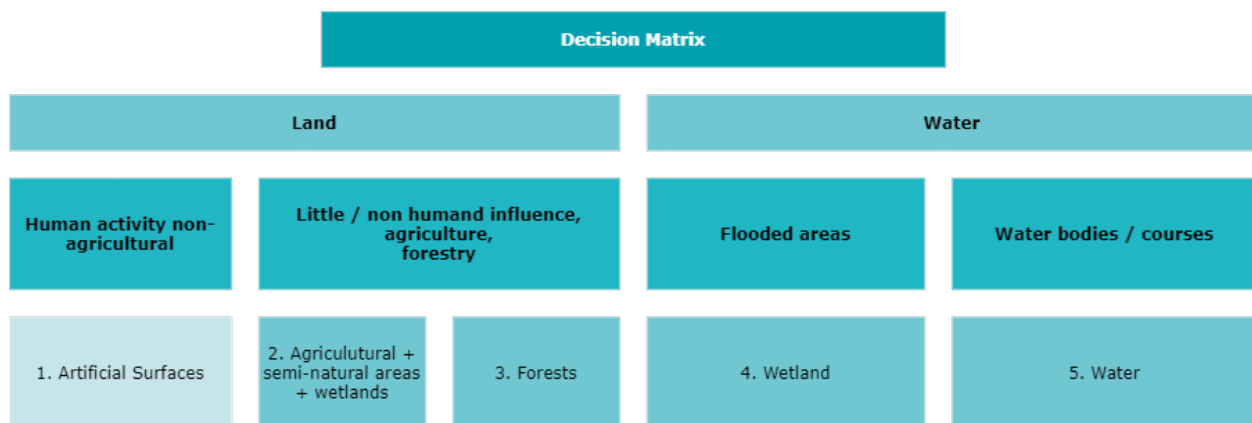 Decision Matrix
Land
Water
Human activity non-
agricultural
Little / non humand influence,
agriculture,
forestry
Flooded areas
Water bodies / courses
1. Artificial Surfaces
2. Agriculutural +
semi-natural areas
+ wetlands
3. Forests
4. Wetland
5. Water